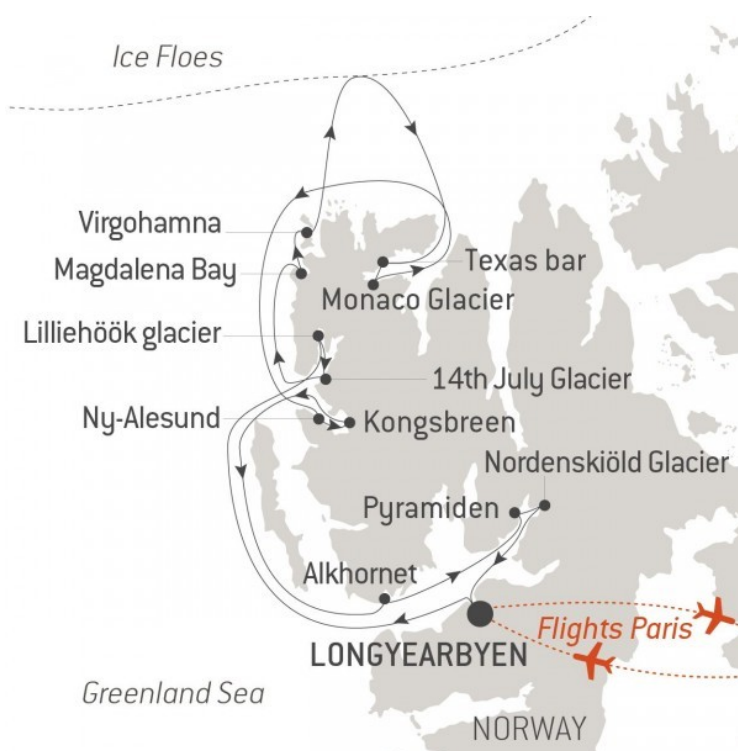 Ice Floes
Virgohamna
Magdalena Bay
Texas bar
Monaco Glacier
Lilliehöök glacier
14th July Glacier
Ny-Alesund
Kongsbreen
Nordenskiöld Glacier
Pyramiden
Alkhornet
Flights Paris
LONGYEARBYEN
Greenland Sea
NORWAY